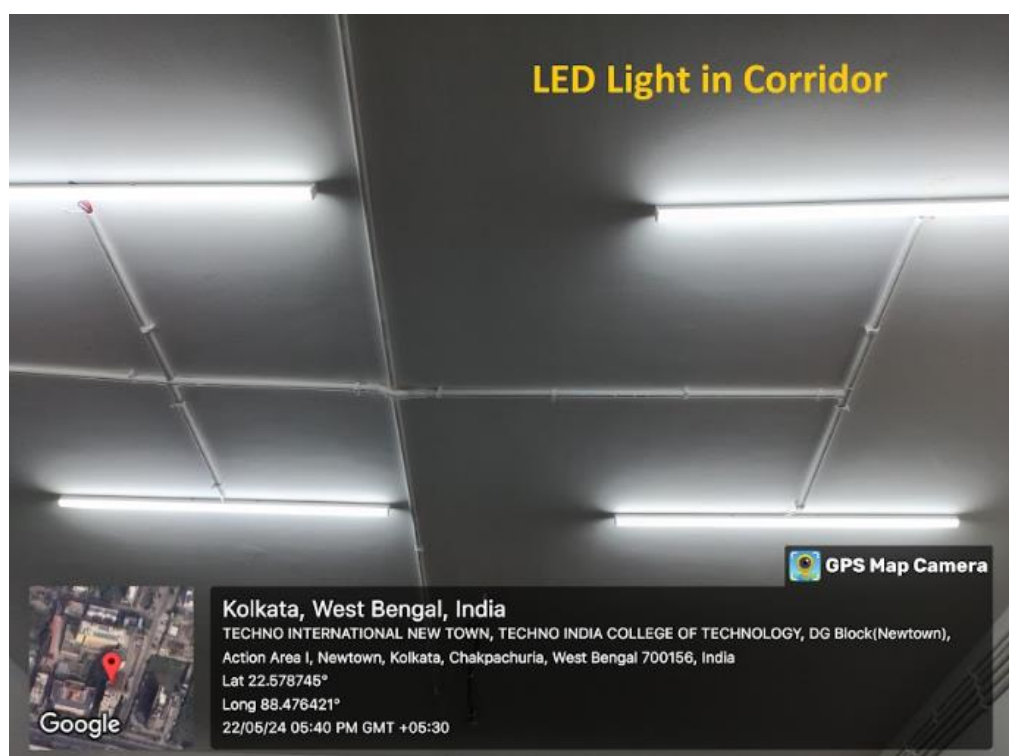 LED Light in Corridor
GPS Map Camera
Kolkata, West Bengal, India
TECHNO INTERNATIONAL NEW TOWN, TECHNO INDIA COLLEGE OF TECHNOLOGY, DG Block(Newtown),
Action Area I, Newtown, Kolkata, Chakpachuria, West Bengal 700156, India
Lat 22.578745°
Long 88.476421°
22/05/24 05:40 PM GMT +05:30
Google